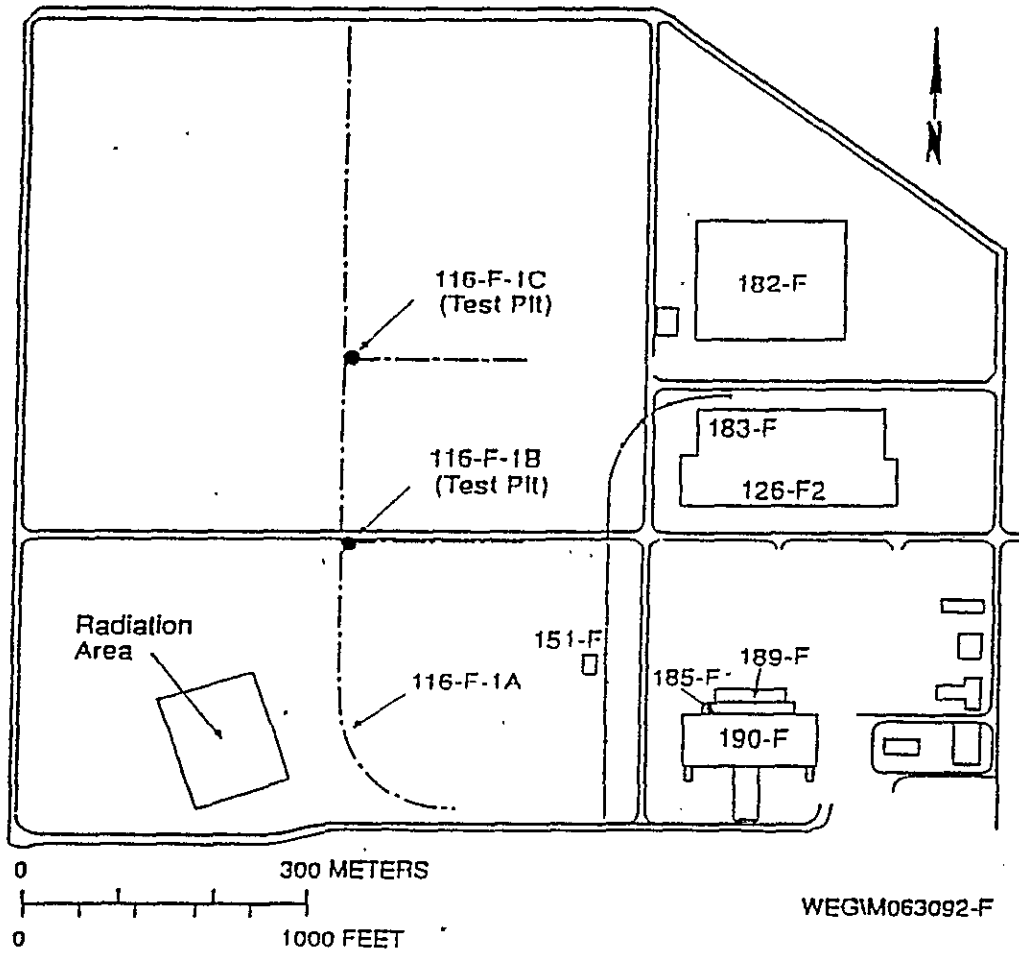 N
116-F-1C
(Test Pit)
182-F
183-F
116-F-1B
(Test Pit)
126-F2
Radiation
Area
151-F
189-F
185-F
116-F-1A
190-F
0
300 METERS
0
1000 FEET
WEG\M063092-F